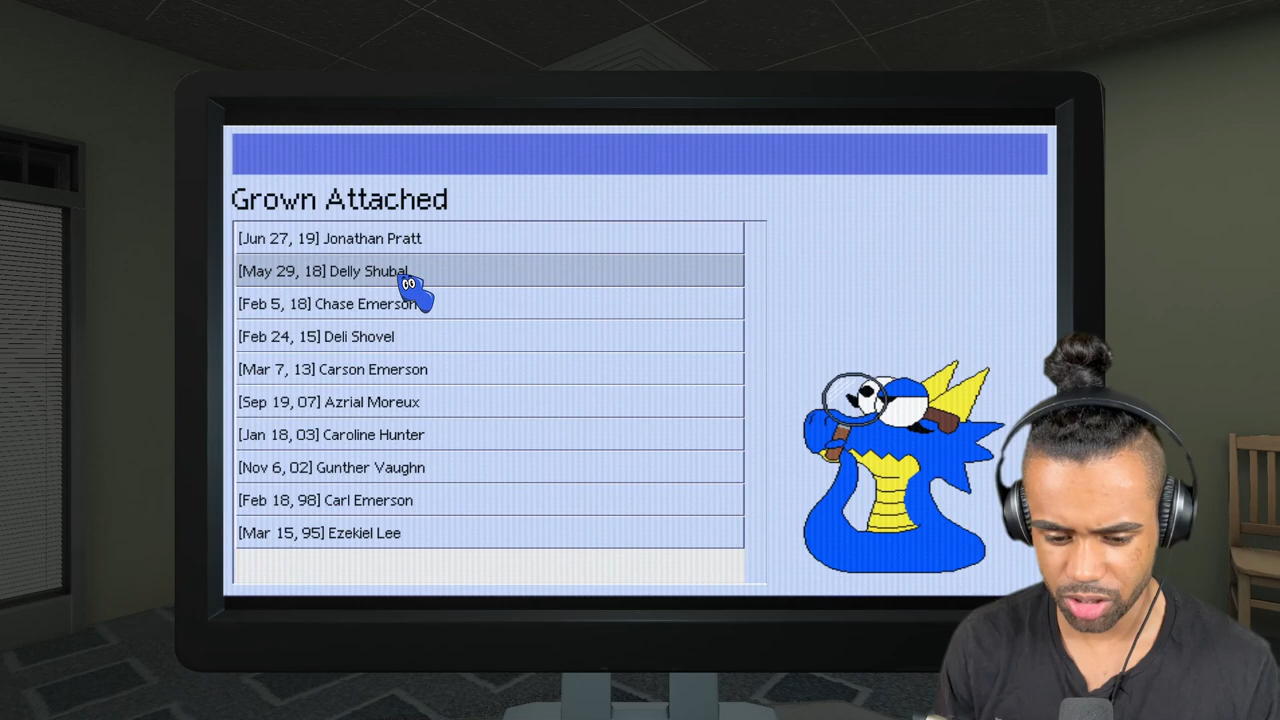 Grown Attached
[Jun 27, 19] Jonathan Pratt
[May 29, 18] Delly Shubal
[Feb 5, 18] Chase Emerson
[Feb 24, 15] Deli Shovel
[Mar 7, 13] Carson Emerson
[Sep 19, 07] Azrial Moreux
[Jan 18, 03] Caroline Hunter
[Nov 6, 02] Gunther Vaughn
[Feb 18, 98] Carl Emerson
[Mar 15, 95] Ezekiel Lee